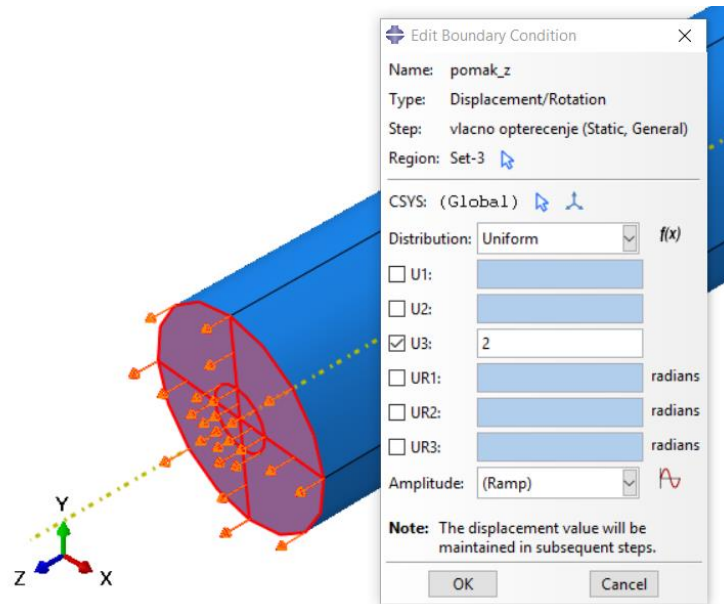 Edit Boundary Condition
Name: pomak_z
Type: Displacement/Rotation
Step: vlacno opterecenje (Static, General)
Region: Set-3
CSYS: (Global)
Distribution: Uniform f(x)
U1:
U2:
U3: 2
UR1: radians
UR2: radians
UR3: radians
Amplitude: (Ramp)
Note: The displacement value will be
maintained in subsequent steps.
OK Cancel
Y
Z X